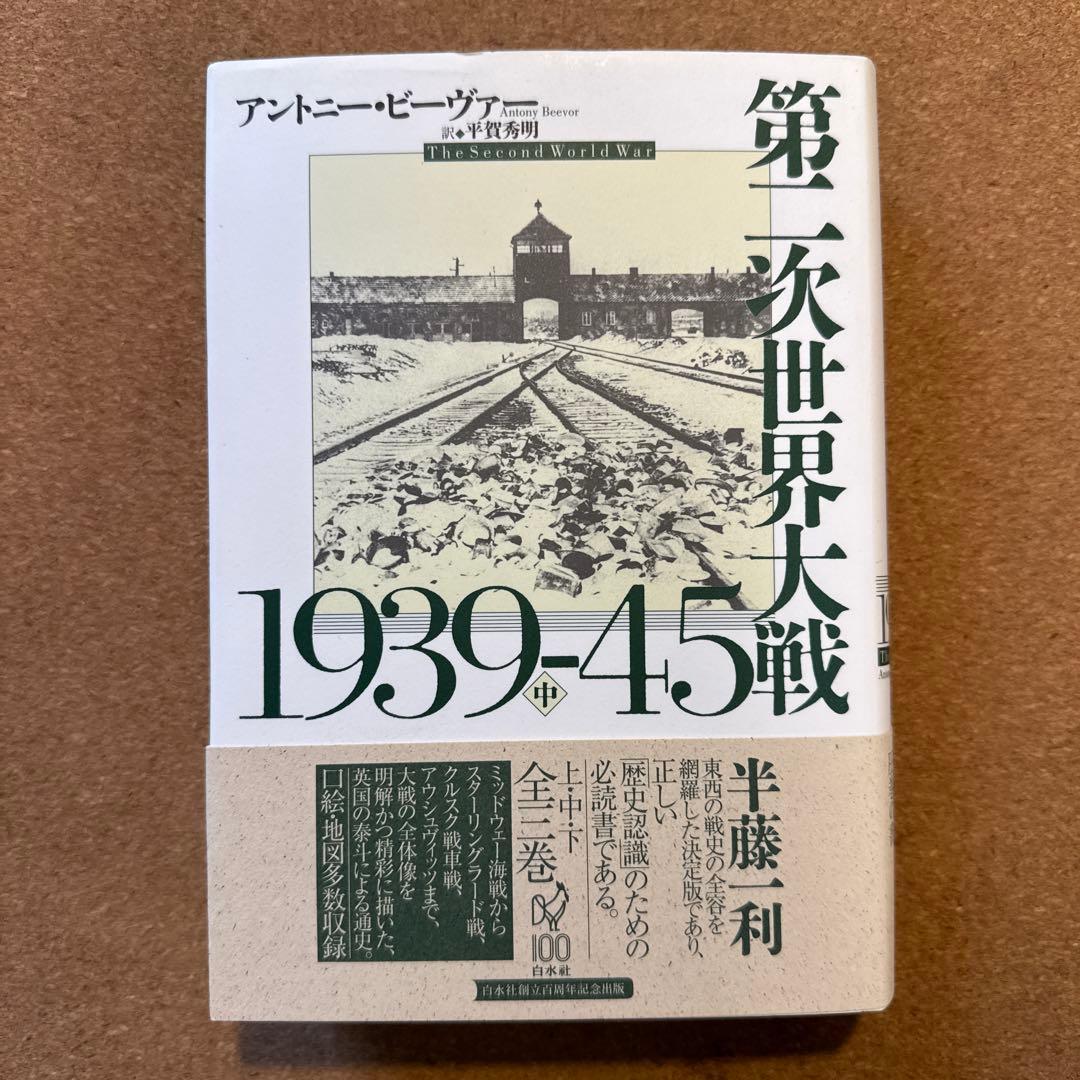 アントニー・ビーヴァー
Antony Beevor
訳◆平賀秀明
The Second World War
第二次世界大戦
1939-45
中
半藤一利
東西の戦史の全容を
網羅した決定版であり、
正しい
「歴史認識」のための
必読書である。
上・中・下
全三巻
100
白水社
ミッドウェー海戦から
スターリングラード戦、
クルスク戦車戦、
アウシュヴィッツまで、
大戦の全体像を
明解かつ精彩に描いた、
英国の泰斗による通史。
口絵・地図多数収録
白水社創立百周年記念出版